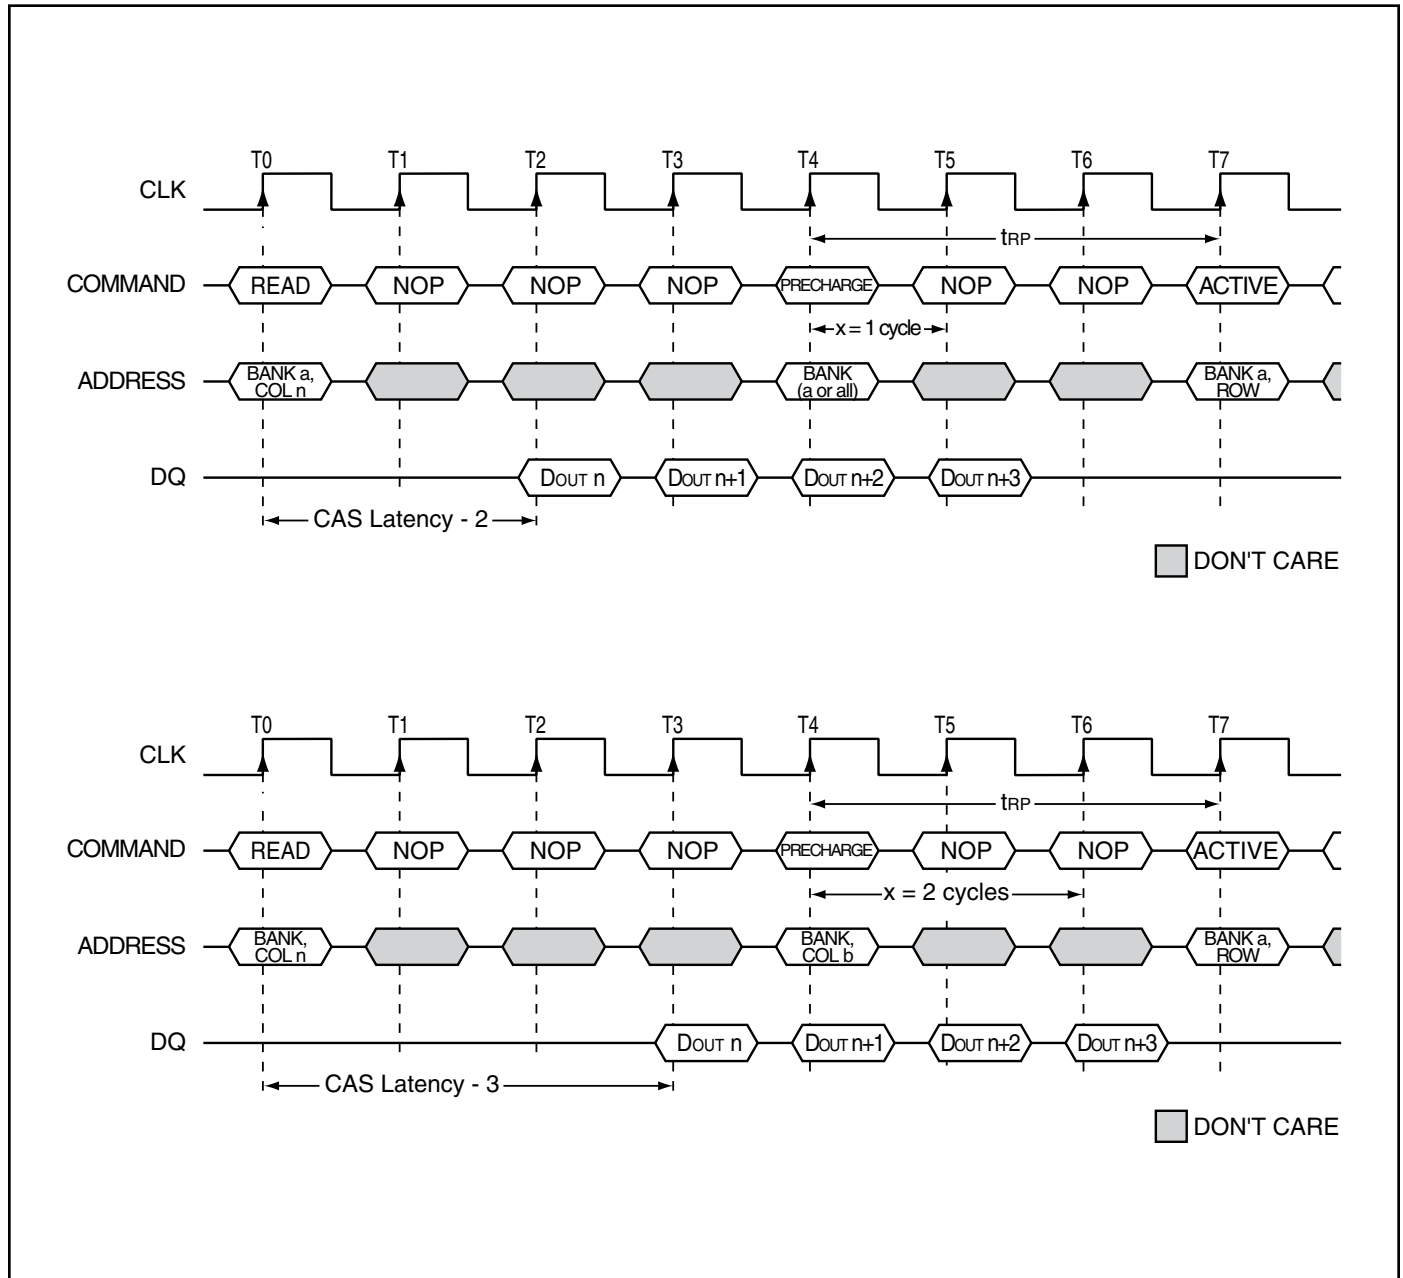 T0 T1 T2 T3 T4 T5 T6 T7
CLK
tRP
COMMAND READ NOP NOP NOP PRECHARGE NOP NOP ACTIVE
x = 1 cycle
ADDRESS BANK a, COL n BANK (a or all) BANK a, ROW
DQ DOUT n DOUT n+1 DOUT n+2 DOUT n+3
CAS Latency - 2
DON'T CARE
T0 T1 T2 T3 T4 T5 T6 T7
CLK
tRP
COMMAND READ NOP NOP NOP PRECHARGE NOP NOP ACTIVE
x = 2 cycles
ADDRESS BANK, COL n BANK, COL b BANK a, ROW
DQ DOUT n DOUT n+1 DOUT n+2 DOUT n+3
CAS Latency - 3
DON'T CARE